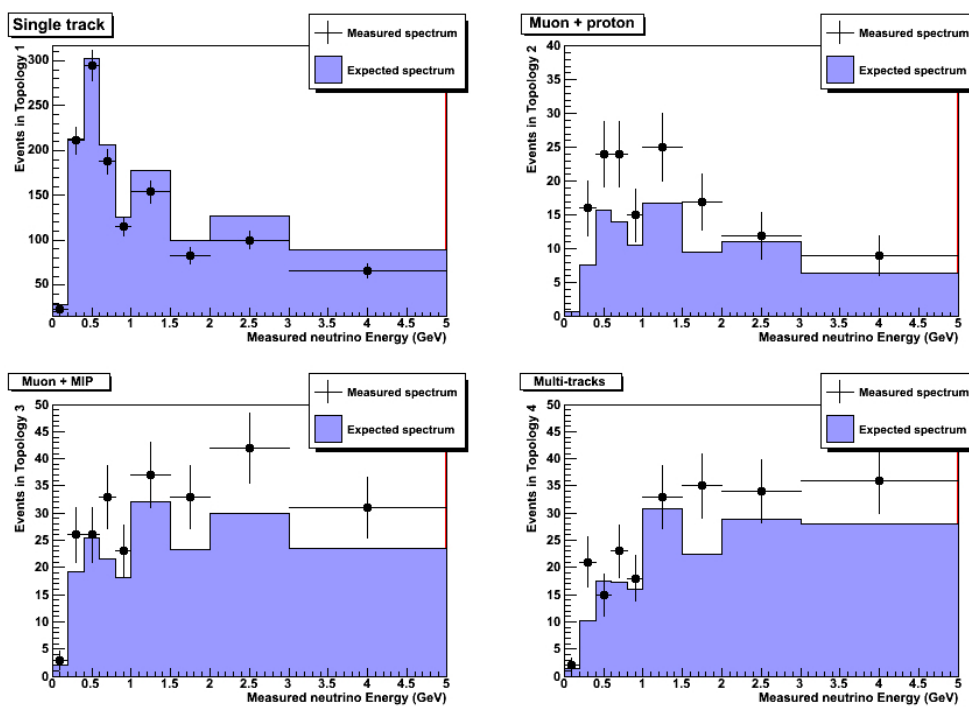 Single track
Measured spectrum
Expected spectrum
Events in Topology 1
300
250
200
150
100
50
0 0.5 1 1.5 2 2.5 3 3.5 4 4.5 5
Measured neutrino Energy (GeV)
Muon + proton
Measured spectrum
Expected spectrum
Events in Topology 2
40
35
30
25
20
15
10
5
0
0 0.5 1 1.5 2 2.5 3 3.5 4 4.5 5
Measured neutrino Energy (GeV)
Muon + MIP
Measured spectrum
Expected spectrum
Events in Topology 3
50
45
40
35
30
25
20
15
10
5
0
0 0.5 1 1.5 2 2.5 3 3.5 4 4.5 5
Measured neutrino Energy (GeV)
Multi-tracks
Measured spectrum
Expected spectrum
Events in Topology 4
50
45
40
35
30
25
20
15
10
5
0
0 0.5 1 1.5 2 2.5 3 3.5 4 4.5 5
Measured neutrino Energy (GeV)